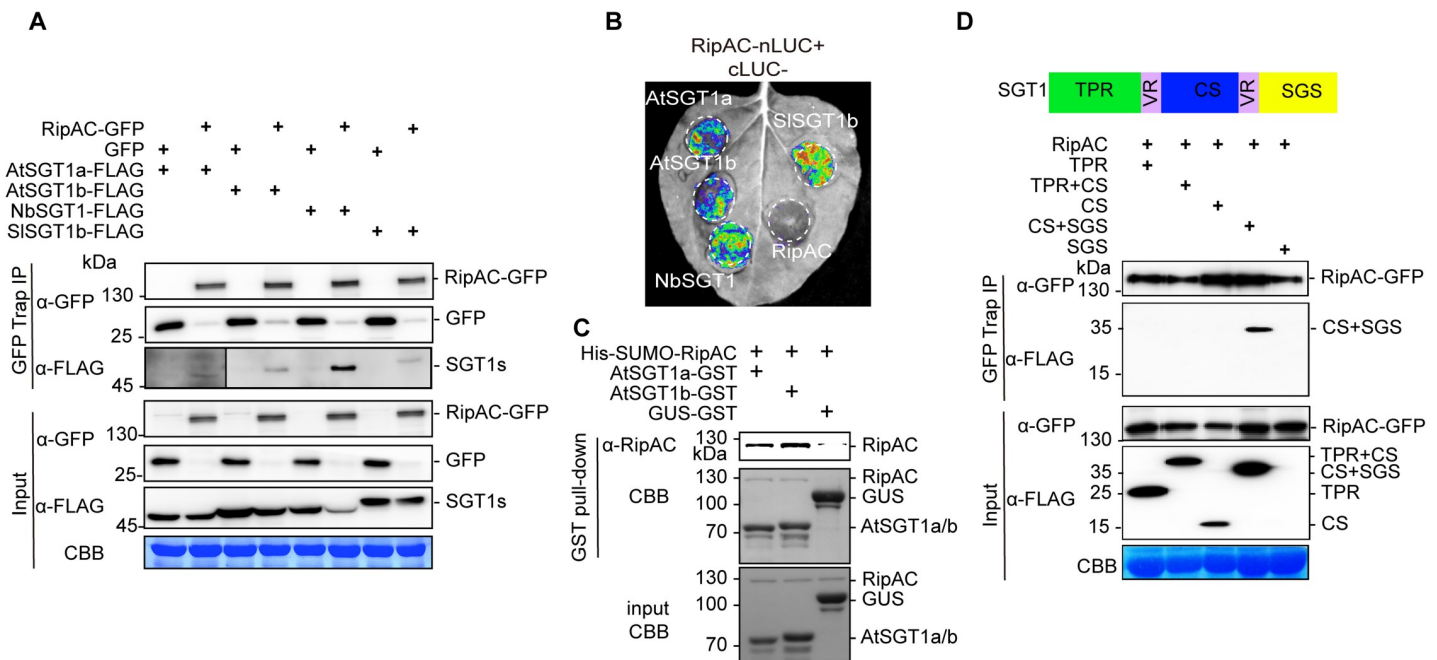 A
RipAC-GFP + + + +
GFP + + + +
AtSGT1a-FLAG + +
AtSGT1b-FLAG + +
NbSGT1-FLAG + +
SlSGT1b-FLAG + +
kDa
GFP Trap IP
α-GFP
130
RipAC-GFP
25
GFP
α-FLAG
45
SGT1s
Input
α-GFP
130
RipAC-GFP
25
GFP
α-FLAG
45
SGT1s
CBB
B
RipAC-nLUC+
cLUC-
AtSGT1a
SlSGT1b
AtSGT1b
RipAC
NbSGT1
C
His-SUMO-RipAC + + +
AtSGT1a-GST +
AtSGT1b-GST +
GUS-GST +
GST pull-down
α-RipAC
130
kDa
RipAC
CBB
130
100
70
RipAC
GUS
AtSGT1a/b
input
CBB
130
100
70
RipAC
GUS
AtSGT1a/b
D
SGT1 TPR VR CS VR SGS
RipAC + + + + +
TPR +
TPR+CS +
CS +
CS+SGS +
SGS +
kDa
GFP Trap IP
α-GFP
130
RipAC-GFP
α-FLAG
35
15
CS+SGS
Input
α-GFP
130
RipAC-GFP
α-FLAG
35
25
15
TPR+CS
CS+SGS
TPR
CS
CBB